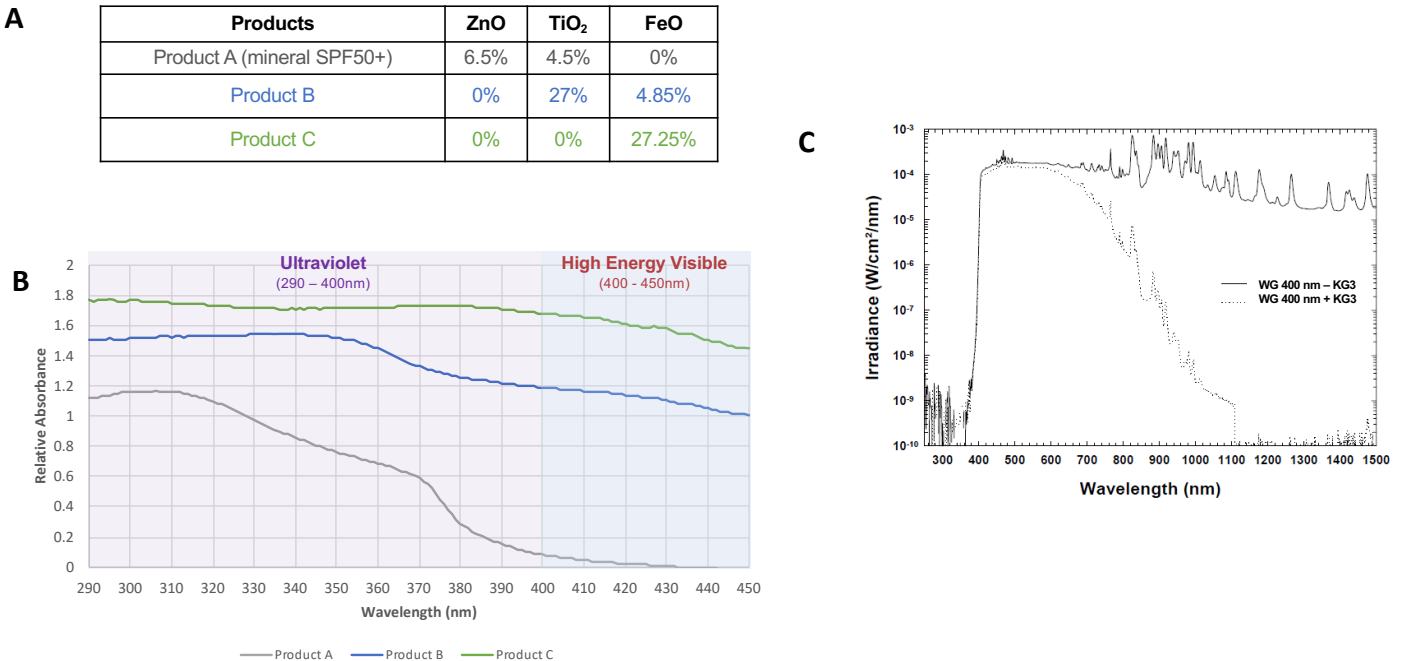 A
Products ZnO TiO₂ FeO
Product A (mineral SPF50+) 6.5% 4.5% 0%
Product B 0% 27% 4.85%
Product C 0% 0% 27.25%
B
Ultraviolet
(290 – 400nm)
High Energy Visible
(400 - 450nm)
Relative Absorbance
2
1.8
1.6
1.4
1.2
1
0.8
0.6
0.4
0.2
0
290 300 310 320 330 340 350 360 370 380 390 400 410 420 430 440 450
Wavelength (nm)
Product A Product B Product C
C
Irradiance (W/cm²/nm)
10⁻³
10⁻⁴
10⁻⁵
10⁻⁶
10⁻⁷
10⁻⁸
10⁻⁹
10⁻¹⁰
WG 400 nm – KG3
WG 400 nm + KG3
300 400 500 600 700 800 900 1000 1100 1200 1300 1400 1500
Wavelength (nm)